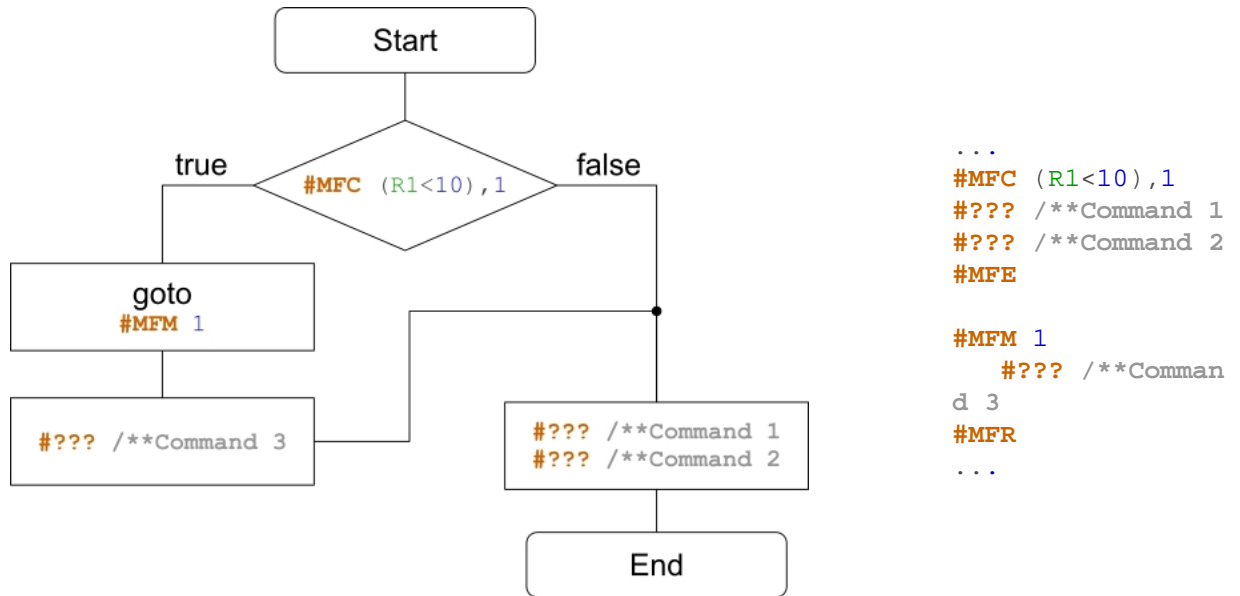 Start
true
false
#MFC (R1<10),1
goto
#MFM 1
#??? /**Command 3
#??? /**Command 1
#??? /**Command 2
End
...
#MFC (R1<10),1
#??? /**Command 1
#??? /**Command 2
#MFE
#MFM 1
#??? /**Comman
d 3
#MFR
...